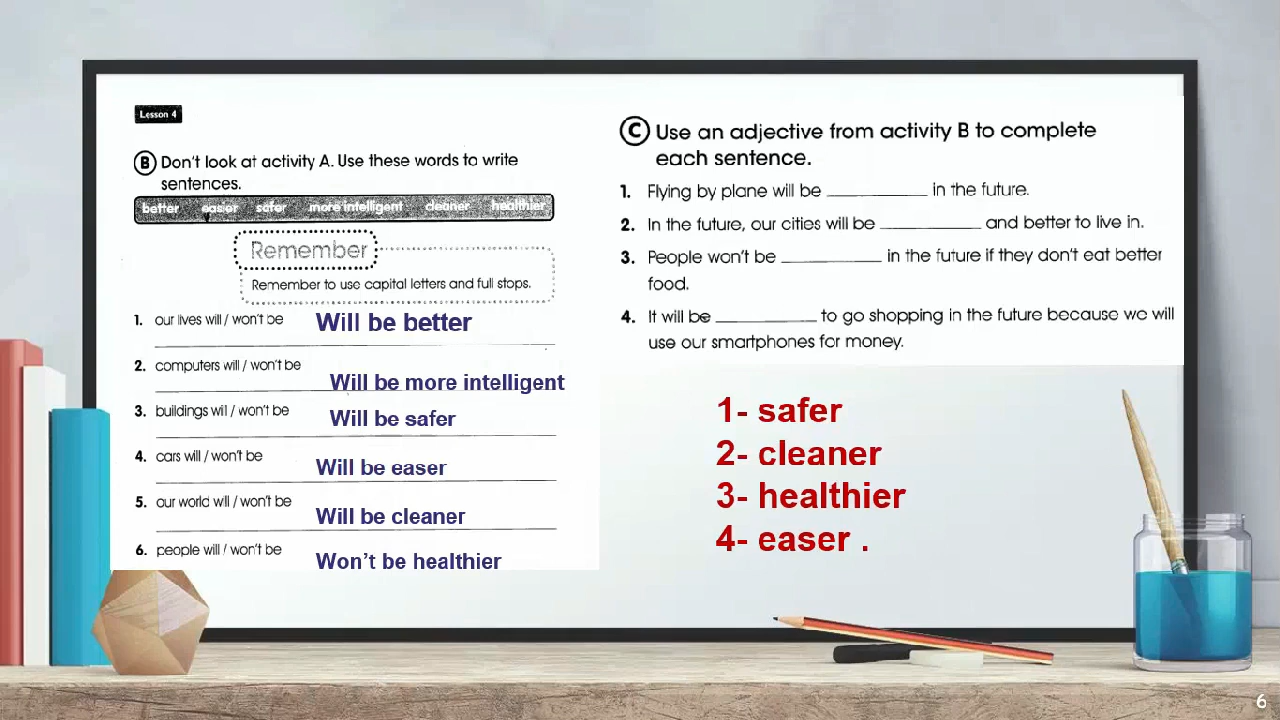 Lesson 4
B Don't look at activity A. Use these words to write
sentences.
better easier safer more intelligent cleaner healthier
Remember
Remember to use capital letters and full stops.
1. our lives will / won't be Will be better
2. computers will / won't be
Will be more intelligent
3. buildings will / won't be Will be safer
4. cars will / won't be Will be easer
5. our world will / won't be Will be cleaner
6. people will / won't be Won't be healthier
C Use an adjective from activity B to complete
each sentence.
1. Flying by plane will be __________ in the future.
2. In the future, our cities will be __________ and better to live in.
3. People won't be __________ in the future if they don't eat better
food.
4. It will be __________ to go shopping in the future because we will
use our smartphones for money.
1- safer
2- cleaner
3- healthier
4- easer .
6